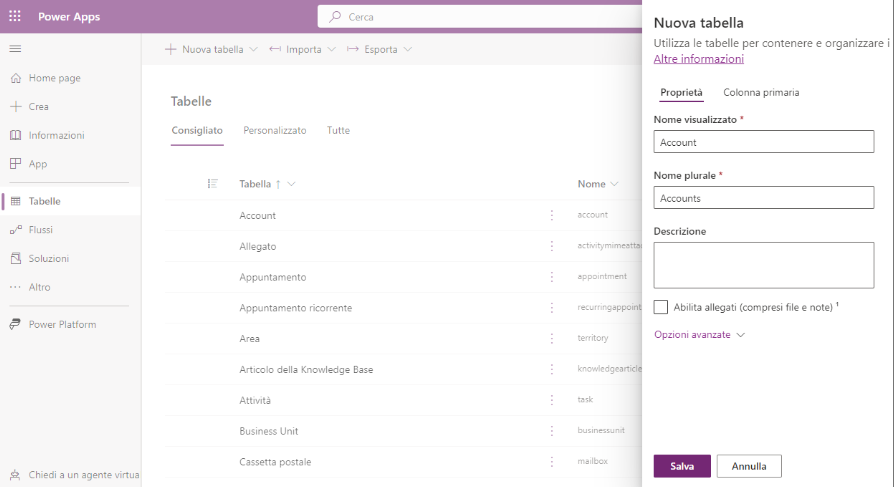 Power Apps
Cerca
Home page
Crea
Informazioni
App
Tabelle
Flussi
Soluzioni
Altro
Power Platform
Chiedi a un agente virtua
Nuova tabella
Importa
Esporta
Tabelle
Consigliato
Personalizzato
Tutte
Tabella ↑
Nome
Account
account
Allegato
activitymimeatta
Appuntamento
appointment
Appuntamento ricorrente
recurringappoint
Area
territory
Articolo della Knowledge Base
knowledgearticle
Attività
task
Business Unit
businessunit
Cassetta postale
mailbox
Nuova tabella
Utilizza le tabelle per contenere e organizzare i
Altre informazioni
Proprietà
Colonna primaria
Nome visualizzato *
Account
Nome plurale *
Accounts
Descrizione
Abilita allegati (compresi file e note) ¹
Opzioni avanzate
Salva
Annulla